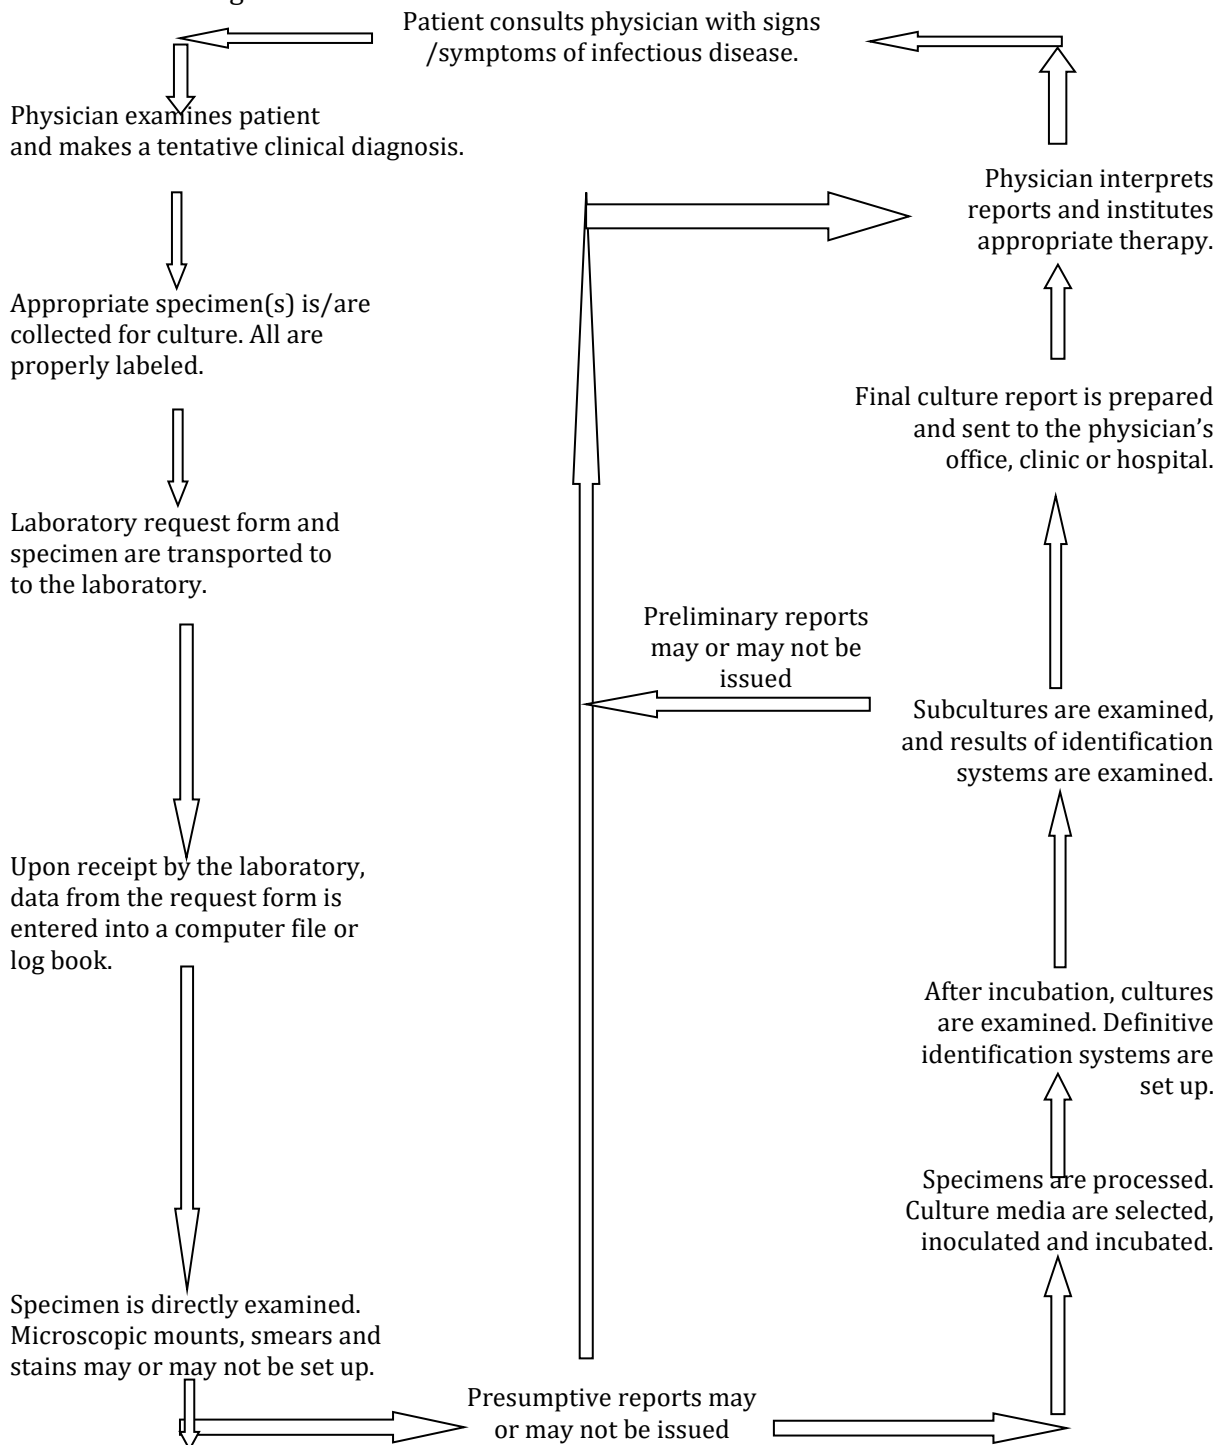 Patient consults physician with signs
/symptoms of infectious disease.
Physician examines patient
and makes a tentative clinical diagnosis.
Appropriate specimen(s) is/are
collected for culture. All are
properly labeled.
Laboratory request form and
specimen are transported to
to the laboratory.
Upon receipt by the laboratory,
data from the request form is
entered into a computer file or
log book.
Specimen is directly examined.
Microscopic mounts, smears and
stains may or may not be set up.
Presumptive reports may
or may not be issued
Specimens are processed.
Culture media are selected,
inoculated and incubated.
After incubation, cultures
are examined. Definitive
identification systems are
set up.
Subcultures are examined,
and results of identification
systems are examined.
Preliminary reports
may or may not be
issued
Final culture report is prepared
and sent to the physician’s
office, clinic or hospital.
Physician interprets
reports and institutes
appropriate therapy.